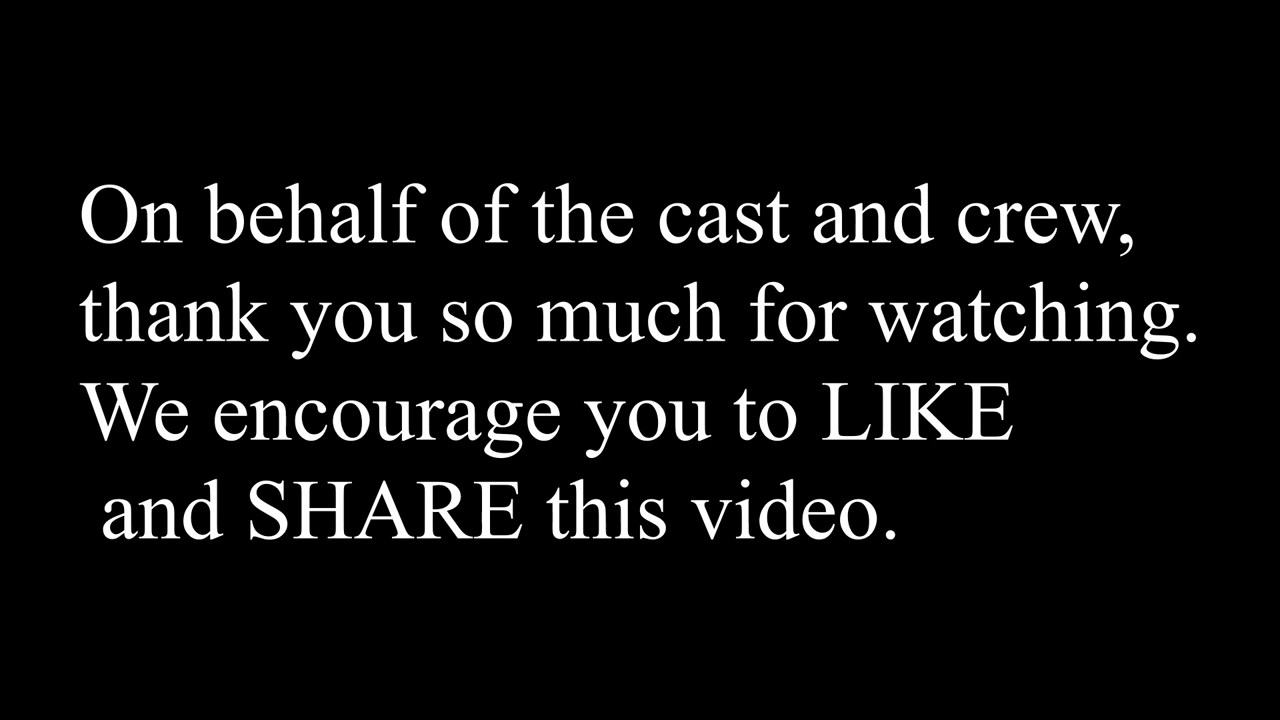 On behalf of the cast and crew,
thank you so much for watching.
We encourage you to LIKE
and SHARE this video.